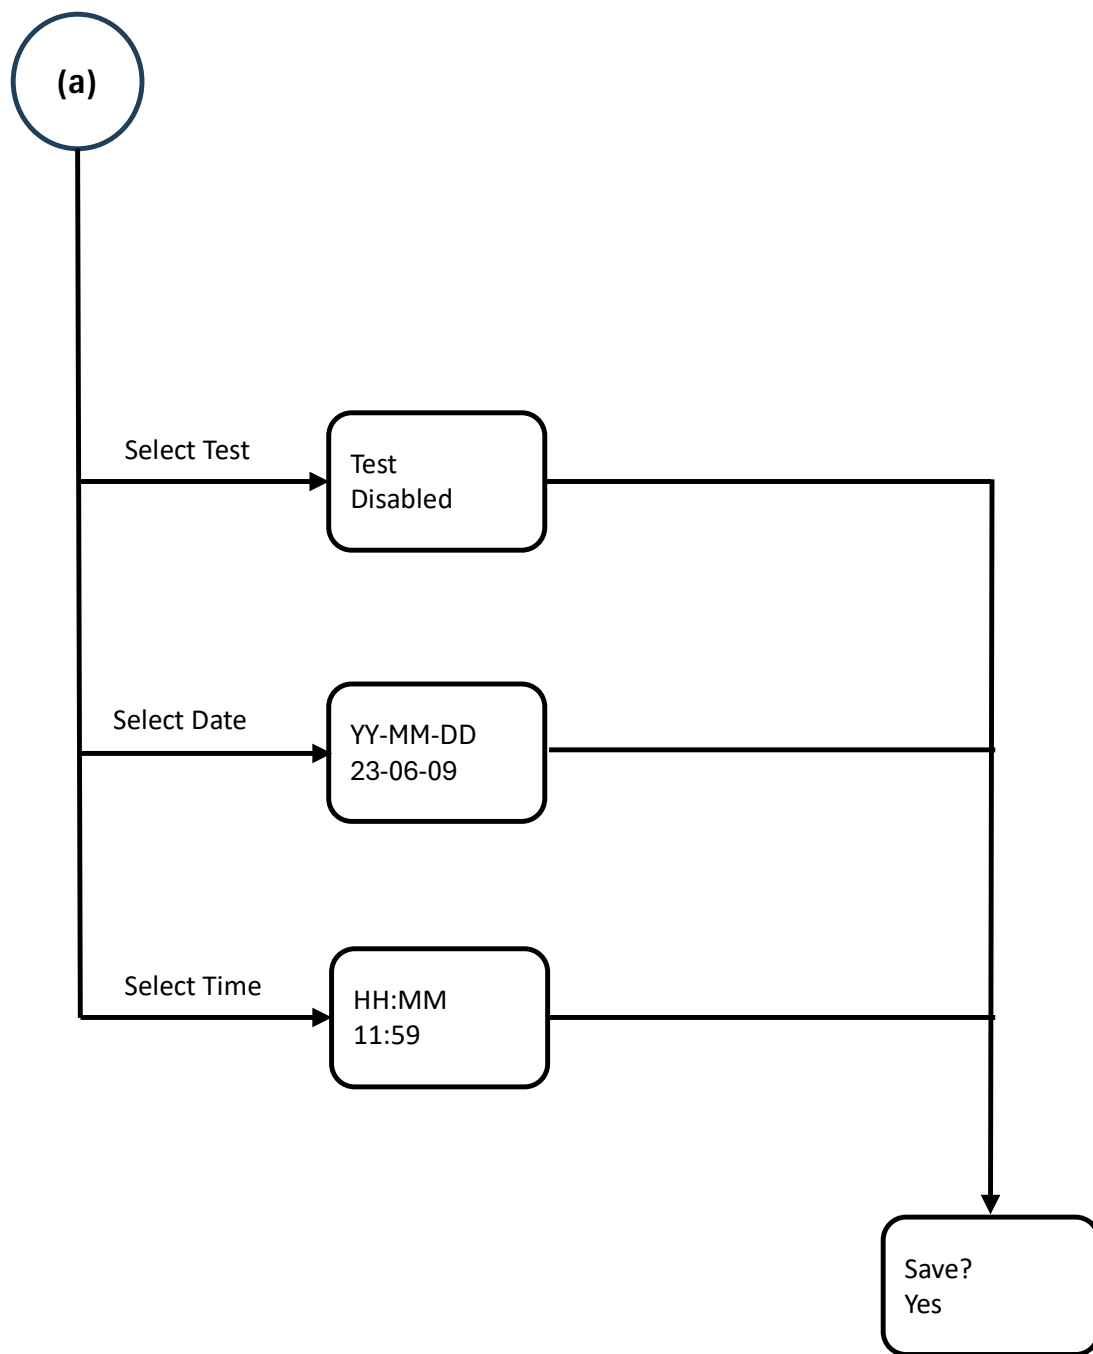 (a)
Select Test
Test
Disabled
Select Date
YY-MM-DD
23-06-09
Select Time
HH:MM
11:59
Save?
Yes